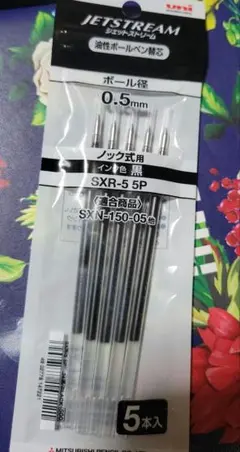 uni
JETSTREAM
ジェットストリーム
油性ボールペン替芯
ボール径
0.5mm
ノック式用
インク色 黒
SXR-5 5P
〈適合商品〉
SXN-150-05他
5本入
MITSUBISHI PENCIL CO.